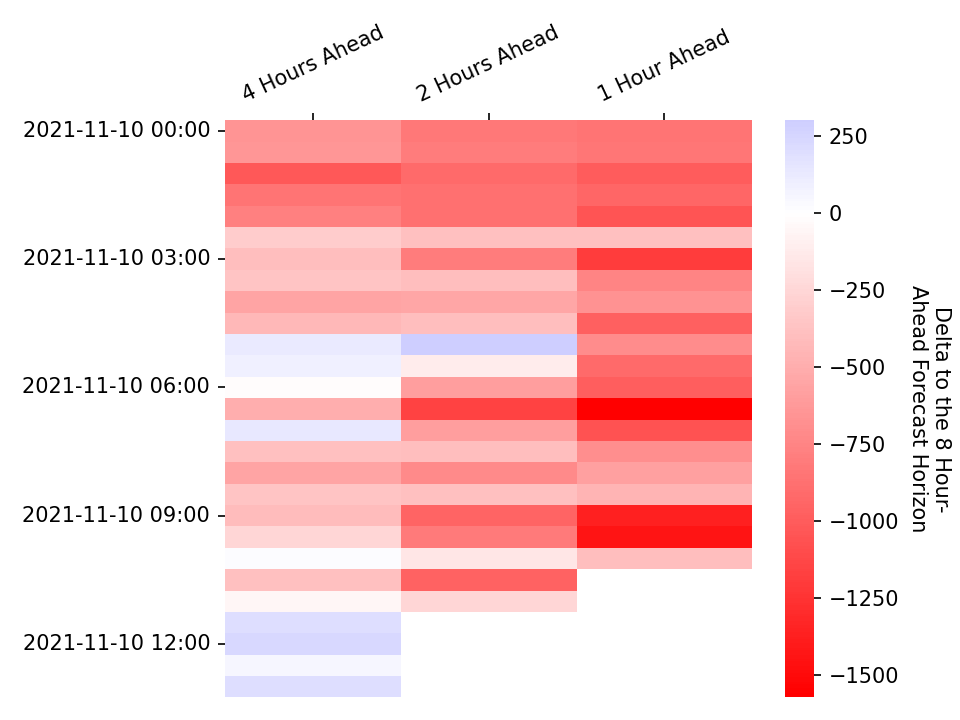 4 Hours Ahead
2 Hours Ahead
1 Hour Ahead
2021-11-10 00:00
2021-11-10 03:00
2021-11-10 06:00
2021-11-10 09:00
2021-11-10 12:00
250
0
−250
−500
−750
−1000
−1250
−1500
Delta to the 8 Hour-
Ahead Forecast Horizon